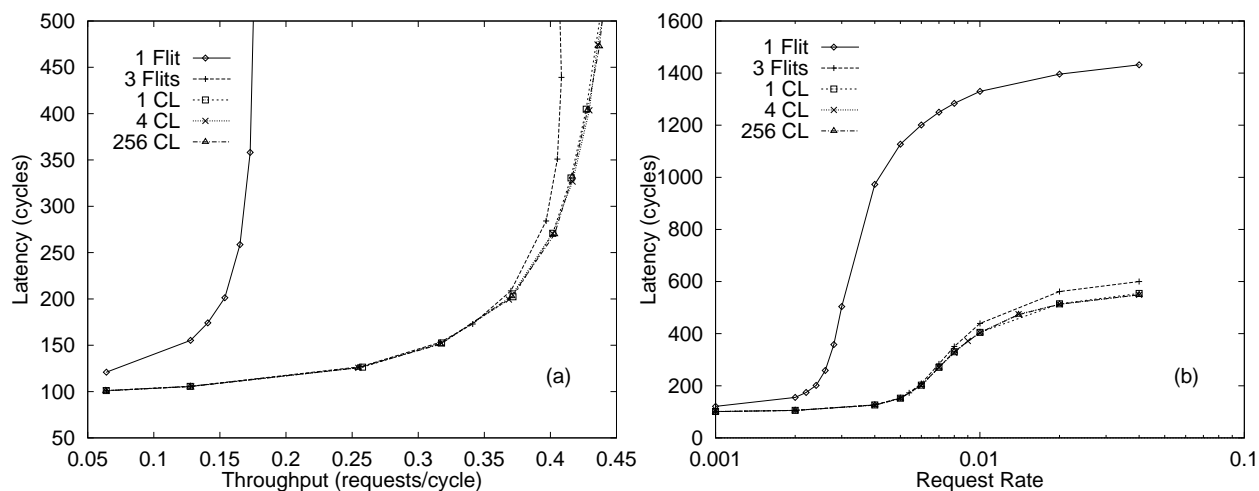 500
450
400
350
300
250
200
150
100
50
Latency (cycles)
1 Flit
3 Flits
1 CL
4 CL
256 CL
(a)
0.05 0.1 0.15 0.2 0.25 0.3 0.35 0.4 0.45
Throughput (requests/cycle)
1600
1400
1200
1000
800
600
400
200
0
Latency (cycles)
1 Flit
3 Flits
1 CL
4 CL
256 CL
(b)
0.001 0.01 0.1
Request Rate